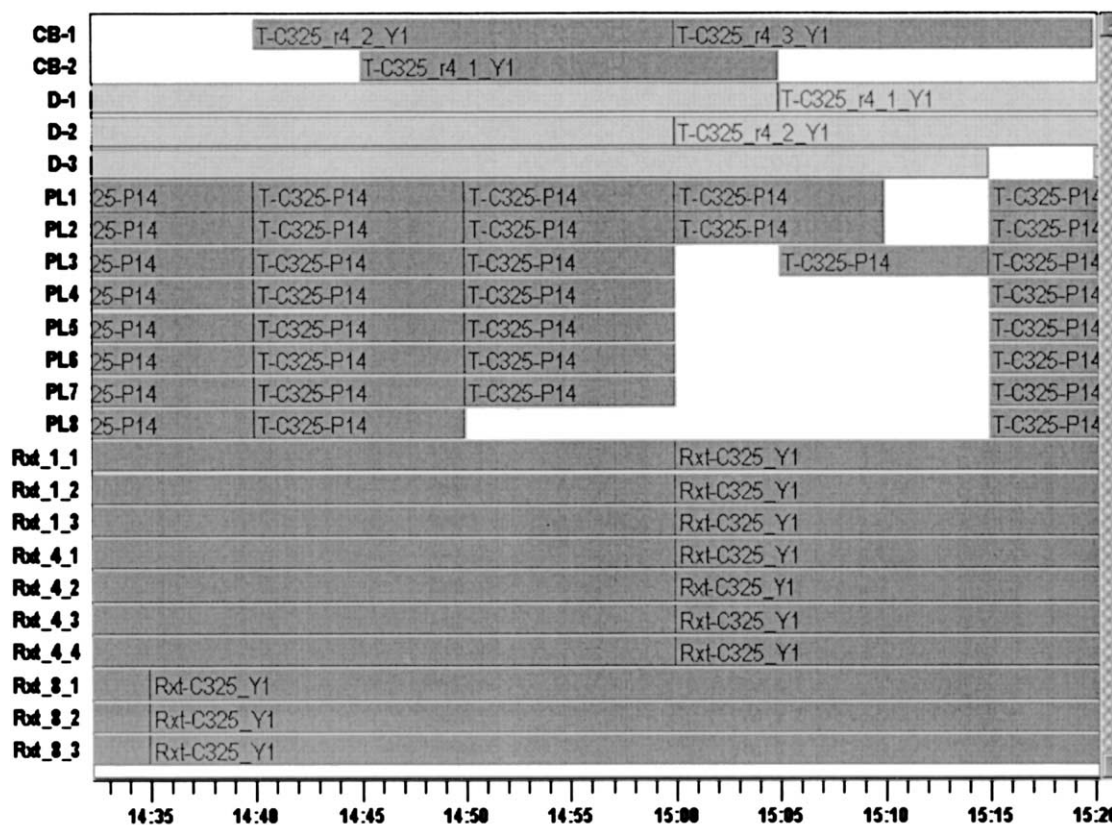 CB-1 T-C325_r4_2_Y1 T-C325_r4_3_Y1
CB-2 T-C325_r4_1_Y1
D-1 T-C325_r4_1_Y1
D-2 T-C325_r4_2_Y1
D-3
PL1 25-P14 T-C325-P14 T-C325-P14 T-C325-P14 T-C325-P14
PL2 25-P14 T-C325-P14 T-C325-P14 T-C325-P14 T-C325-P14
PL3 25-P14 T-C325-P14 T-C325-P14 T-C325-P14 T-C325-P14
PL4 25-P14 T-C325-P14 T-C325-P14 T-C325-P14
PL5 25-P14 T-C325-P14 T-C325-P14 T-C325-P14
PL6 25-P14 T-C325-P14 T-C325-P14 T-C325-P14
PL7 25-P14 T-C325-P14 T-C325-P14 T-C325-P14
PL8 25-P14 T-C325-P14 T-C325-P14
Rxt_1_1 Rxt-C325_Y1
Rxt_1_2 Rxt-C325_Y1
Rxt_1_3 Rxt-C325_Y1
Rxt_4_1 Rxt-C325_Y1
Rxt_4_2 Rxt-C325_Y1
Rxt_4_3 Rxt-C325_Y1
Rxt_4_4 Rxt-C325_Y1
Rxt_8_1 Rxt-C325_Y1
Rxt_8_2 Rxt-C325_Y1
Rxt_8_3 Rxt-C325_Y1
14:35 14:40 14:45 14:50 14:55 15:00 15:05 15:10 15:15 15:20